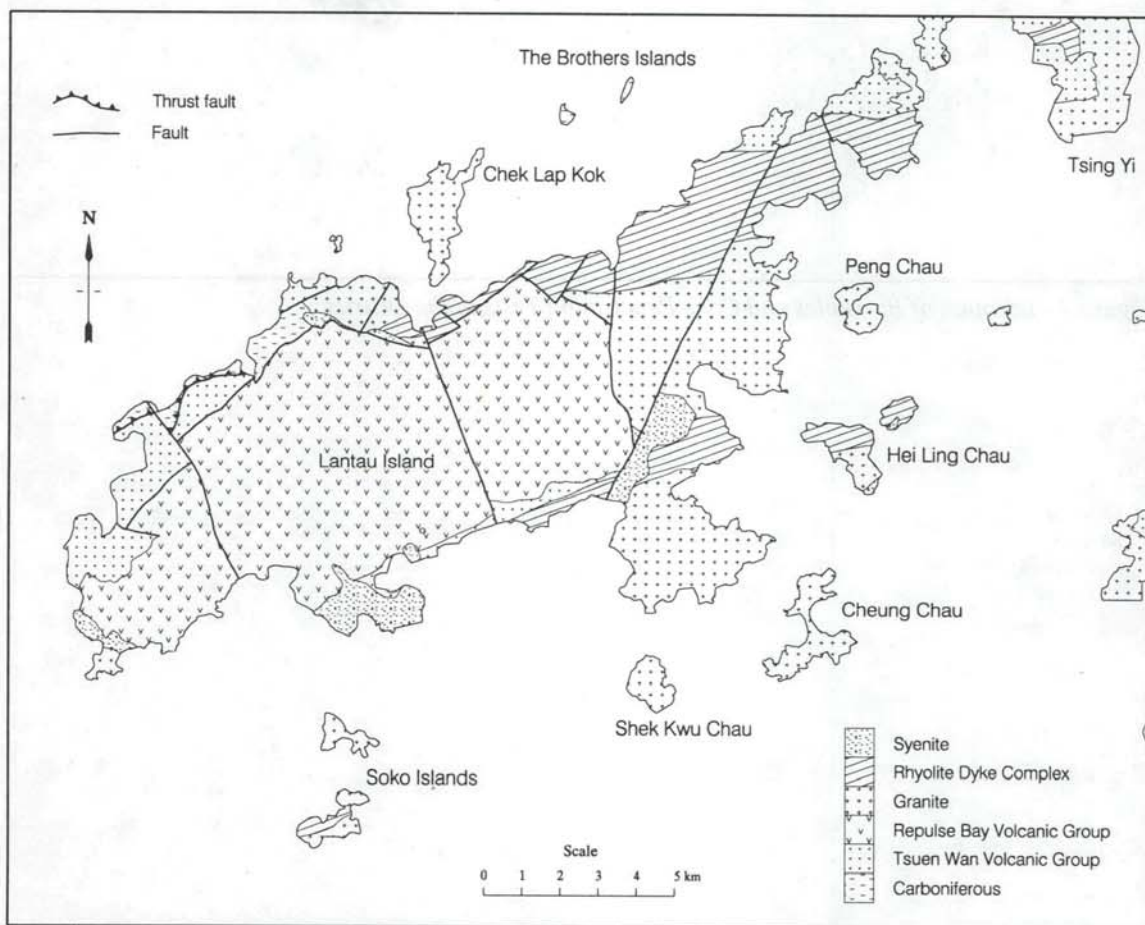 The Brothers Islands
Thrust fault
Fault
Chek Lap Kok
Tsing Yi
N
Peng Chau
Lantau Island
Hei Ling Chau
Cheung Chau
Shek Kwu Chau
Soko Islands
Syenite
Rhyolite Dyke Complex
Granite
Repulse Bay Volcanic Group
Tsuen Wan Volcanic Group
Carboniferous
Scale
0 1 2 3 4 5 km